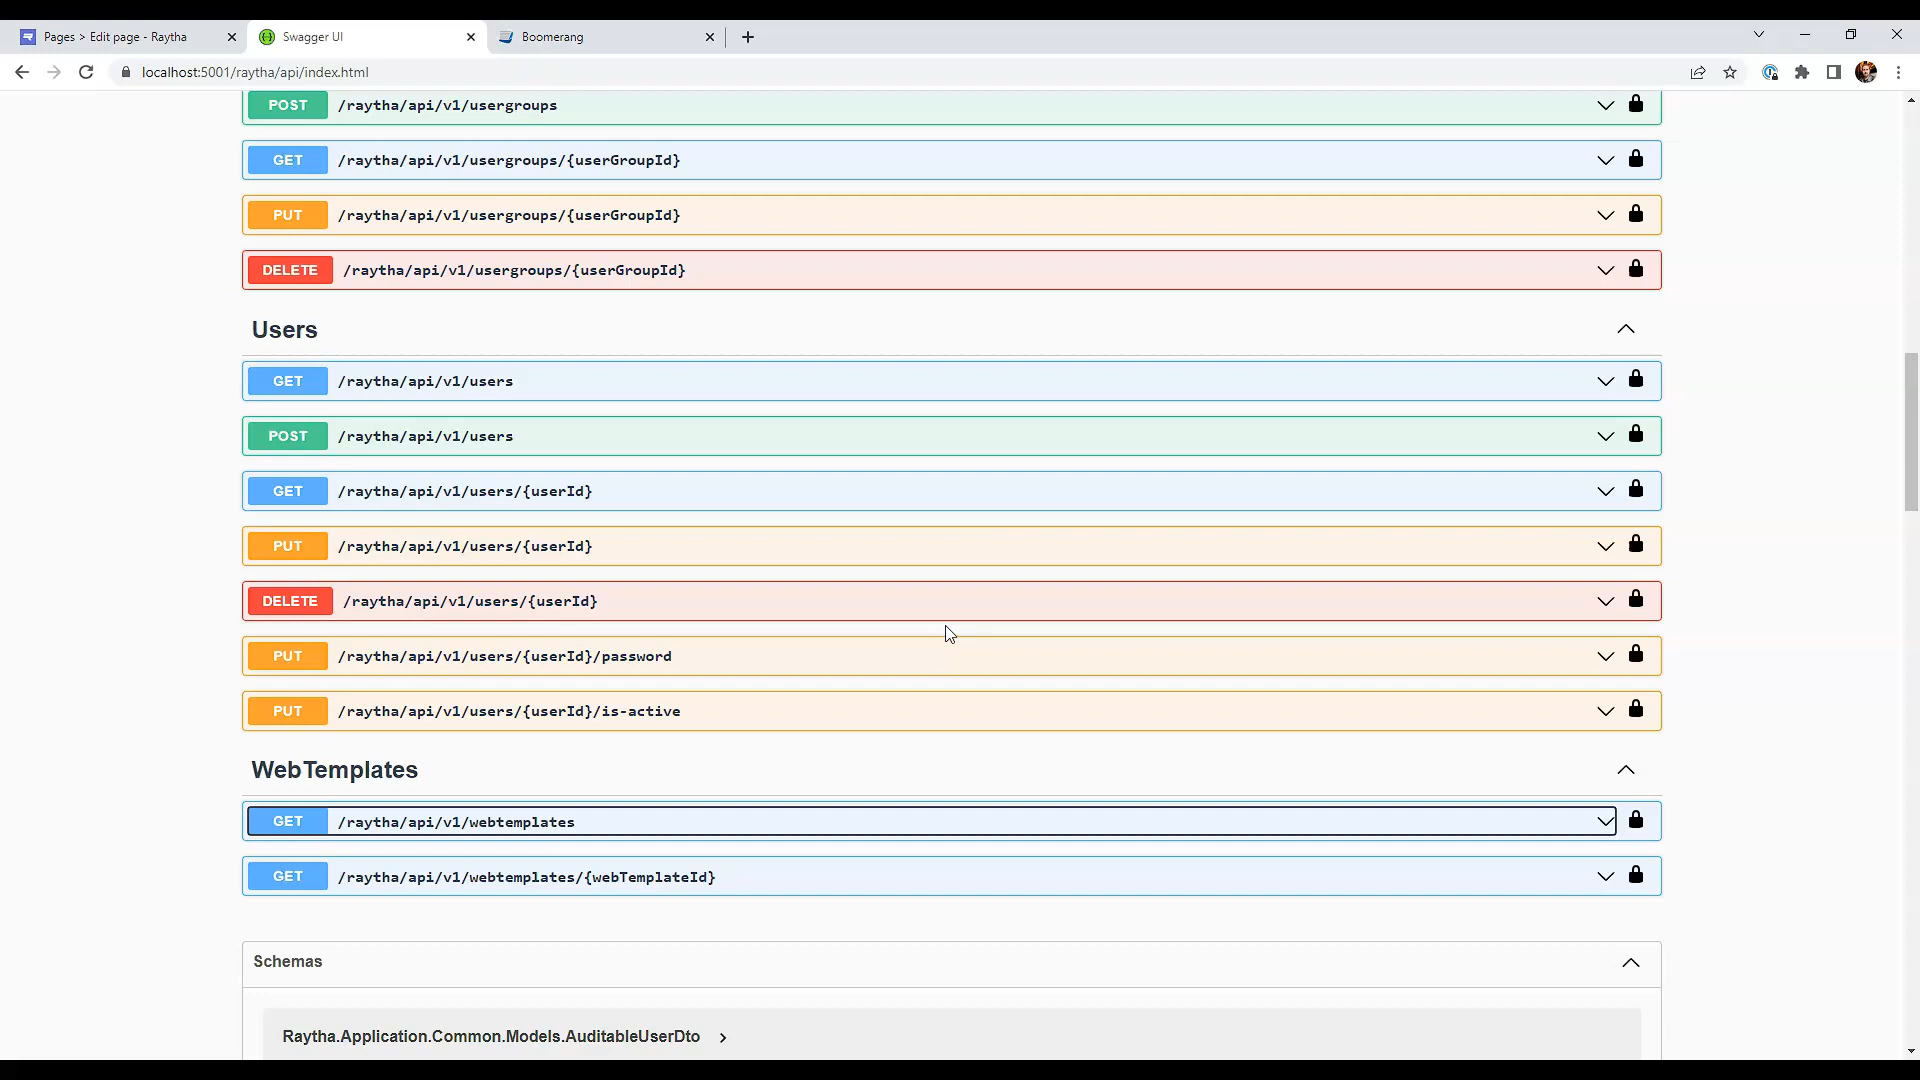 Pages > Edit page - Raytha
Swagger UI
Boomerang
localhost:5001/raytha/api/index.html
POST /raytha/api/v1/usergroups
GET /raytha/api/v1/usergroups/{userGroupId}
PUT /raytha/api/v1/usergroups/{userGroupId}
DELETE /raytha/api/v1/usergroups/{userGroupId}
Users
GET /raytha/api/v1/users
POST /raytha/api/v1/users
GET /raytha/api/v1/users/{userId}
PUT /raytha/api/v1/users/{userId}
DELETE /raytha/api/v1/users/{userId}
PUT /raytha/api/v1/users/{userId}/password
PUT /raytha/api/v1/users/{userId}/is-active
WebTemplates
GET /raytha/api/v1/webtemplates
GET /raytha/api/v1/webtemplates/{webTemplateId}
Schemas
Raytha.Application.Common.Models.AuditableUserDto